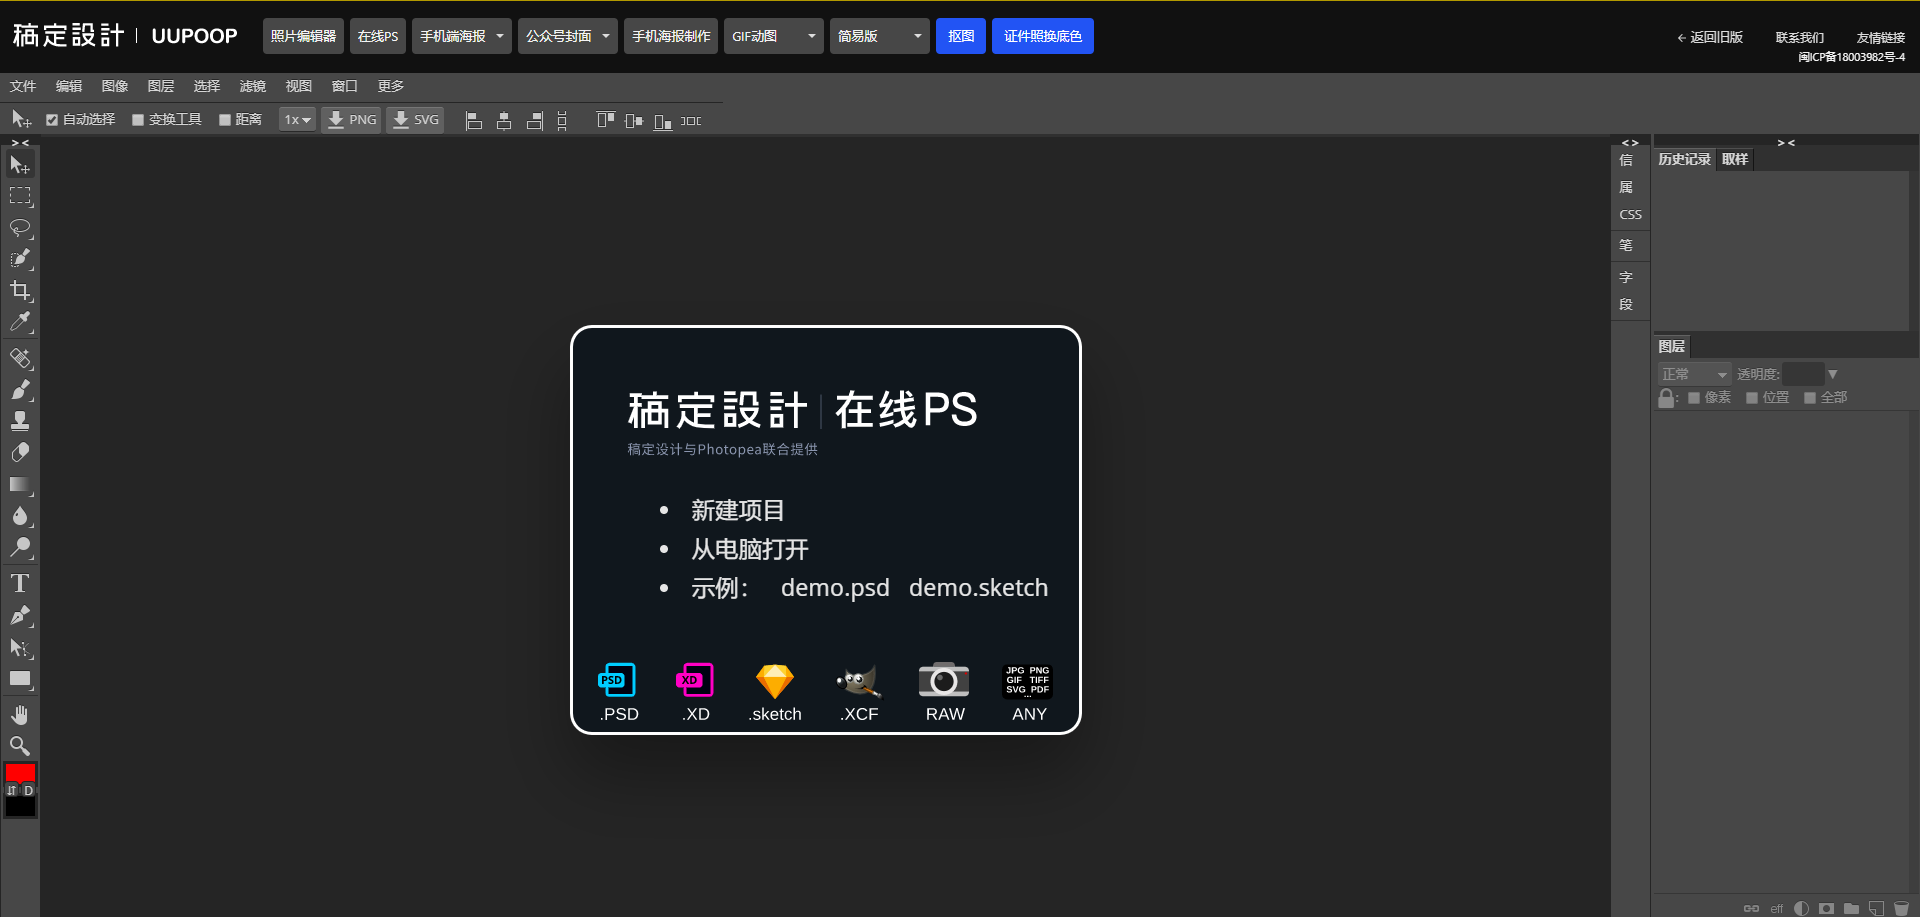 稿定設計 UUPOOP 照片编辑器 在线PS 手机端海报 公众号封面 手机海报制作 GIF动图 简易版 抠图 证件照换底色 ← 返回旧版 联系我们 友情链接
闽ICP备18003982号-4
文件 编辑 图像 图层 选择 滤镜 视图 窗口 更多
自动选择 变换工具 距离 1x PNG SVG
> < < > > <
信
属
CSS
笔
字
段
历史记录 取样
图层
正常 透明度:
: 像素 位置 全部
稿定設計 在线PS
稿定设计与Photopea联合提供
• 新建项目
• 从电脑打开
• 示例： demo.psd demo.sketch
PSD XD JPG PNG
GIF TIFF
SVG PDF
...
.PSD .XD .sketch .XCF RAW ANY
T
D
eff